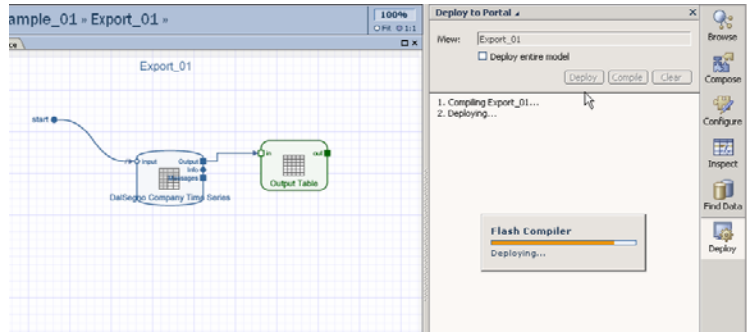 ample_01 » Export_01 »
100%
Fit 1:1
Export_01
start
Input
Output
Info
Messages
DaiSegno Company Time Series
in
out
Output Table
Deploy to Portal
iView: Export_01
Deploy entire model
Deploy Compile Clear
1. Compiling Export_01...
2. Deploying...
Flash Compiler
Deploying...
Browse
Compose
Configure
Inspect
Find Data
Deploy